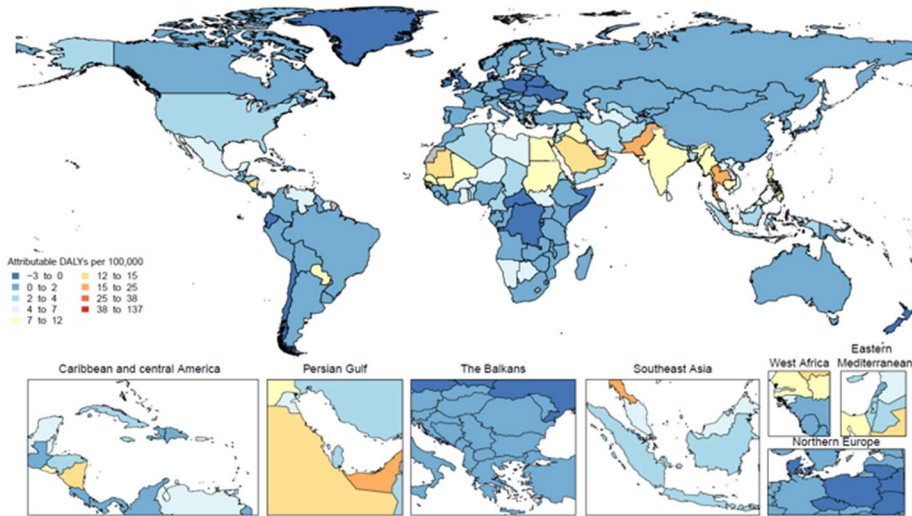 Attributable DALYs per 100,000
−3 to 0
0 to 2
2 to 4
4 to 7
7 to 12
12 to 15
15 to 25
25 to 38
38 to 137
Caribbean and central America
Persian Gulf
The Balkans
Southeast Asia
West Africa
Eastern
Mediterranean
Northern Europe